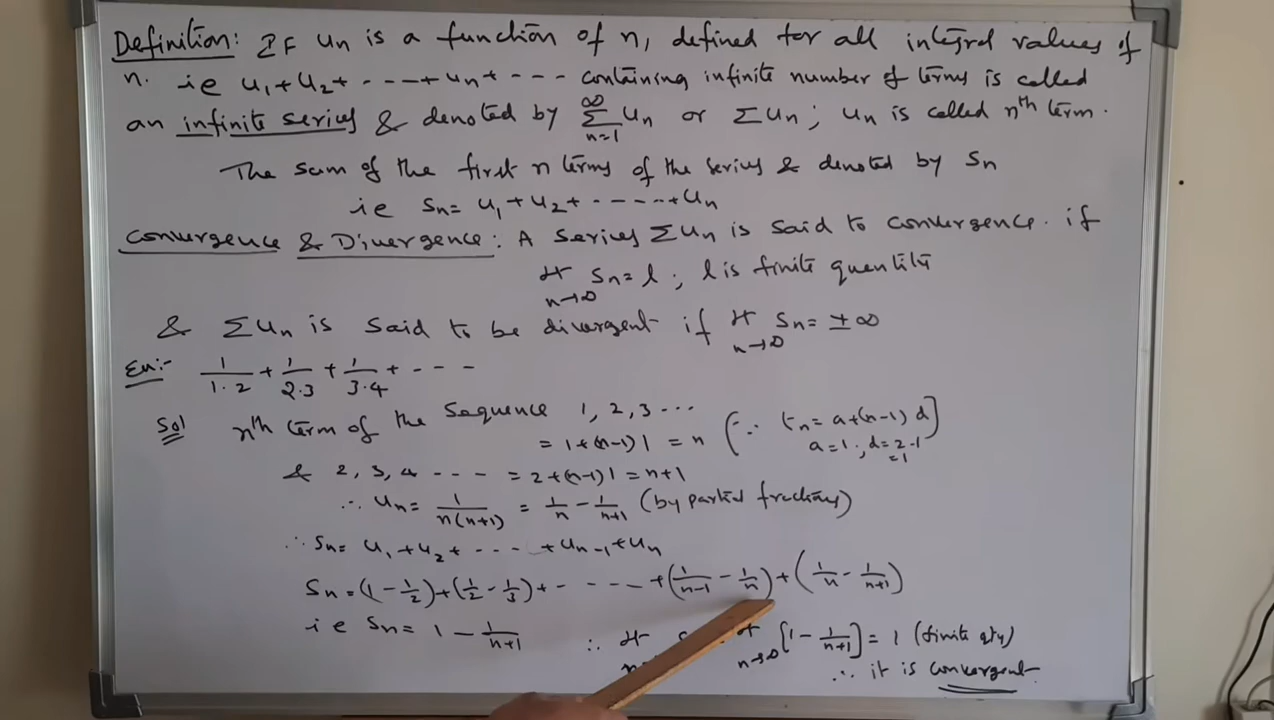 Definition: IF un is a function of n, defined for all integral values of
n. ie u1+u2+ ----+un+ --- containing infinite number of terms is called
an infinite series & denoted by ∞Σn=1 un or Σun; un is called nth term.
The sum of the first n terms of the series & denoted by Sn
ie Sn= u1+u2+ -----+un
Convergence & Divergence: A series Σun is said to convergence. if
lt n→∞ Sn=l ; l is finite quantity
& Σun is said to be divergent if lt n→∞ Sn= ±∞
Ex:- 1/1.2 + 1/2.3 + 1/3.4 + ----
Sol nth term of the sequence 1, 2, 3 ...
= 1+(n-1)1 = n (∵ tn= a+(n-1)d]
a=1, d=2-1
=1
& 2, 3, 4 ---- = 2+(n-1)1=n+1
∴ un= 1/n(n+1) = 1/n - 1/n+1 (by partial fractions)
∴ Sn= u1+u2+ ---- +un-1+un
Sn=(1-1/2)+(1/2-1/3)+- ---- +(1/n-1 - 1/n)+(1/n - 1/n+1)
ie Sn= 1 - 1/n+1 ∴ lt S lt n→∞ [1- 1/n+1]= 1 (finite qty)
∴ it is convergent